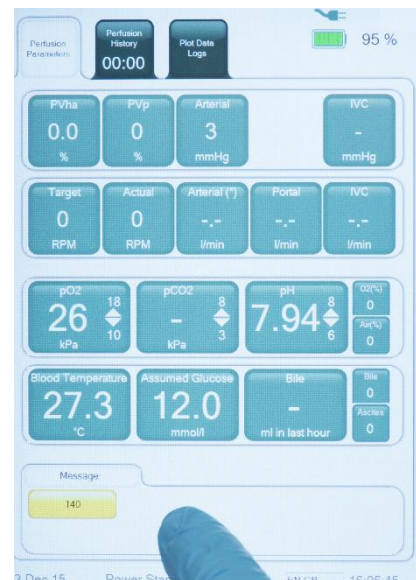 Perfusion
Parameters
Perfusion
History
00:00
Plot Data
Logs
95 %
PVha
0.0
%
PVp
0
%
Arterial
3
mmHg
IVC
-
mmHg
Target
0
RPM
Actual
0
RPM
Arterial (*)
-.-
l/min
Portal
-.-
l/min
IVC
-.-
l/min
pO2
26
18
10
kPa
pCO2
-
8
3
kPa
pH
7.94
8
6
O2(%)
0
Air(%)
0
Blood Temperature
27.3
°C
Assumed Glucose
12.0
mmol/l
Bile
-
ml in last hour
Bile
0
Ascites
0
Message
140
3 Dec 15
Power
EN GB
16:06:45